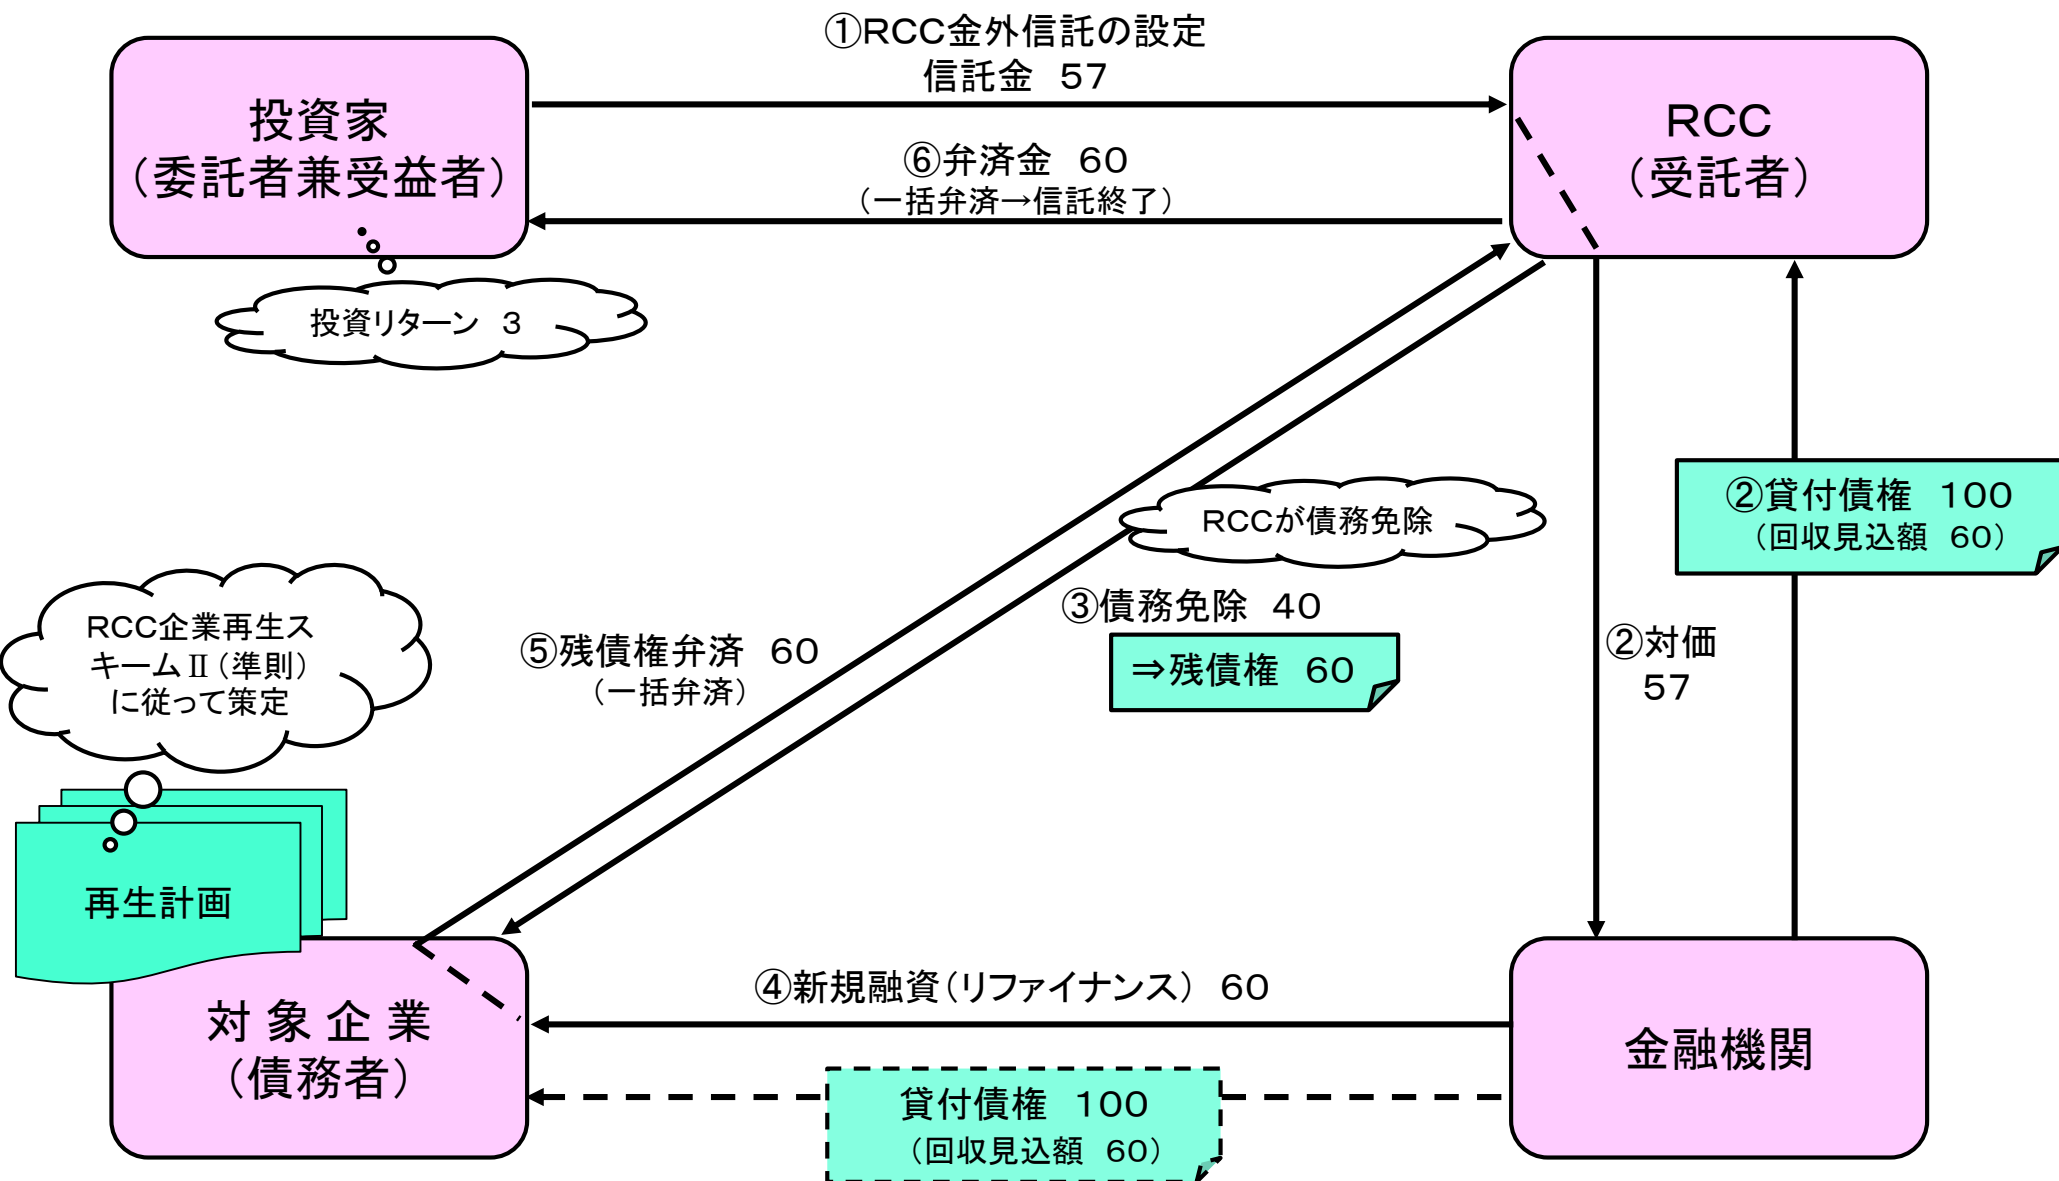 ①RCC金外信託の設定
信託金　57
投資家
（委託者兼受益者）
RCC
（受託者）
⑥弁済金　60
（一括弁済→信託終了）
投資リターン　3
RCCが債務免除
②貸付債権　100
（回収見込額　60）
③債務免除　40
⇒残債権　60
②対価
57
⑤残債権弁済　60
（一括弁済）
RCC企業再生ス
キームⅡ（準則）
に従って策定
再生計画
対象企業
（債務者）
④新規融資（リファイナンス）　60
金融機関
貸付債権　100
（回収見込額　60）